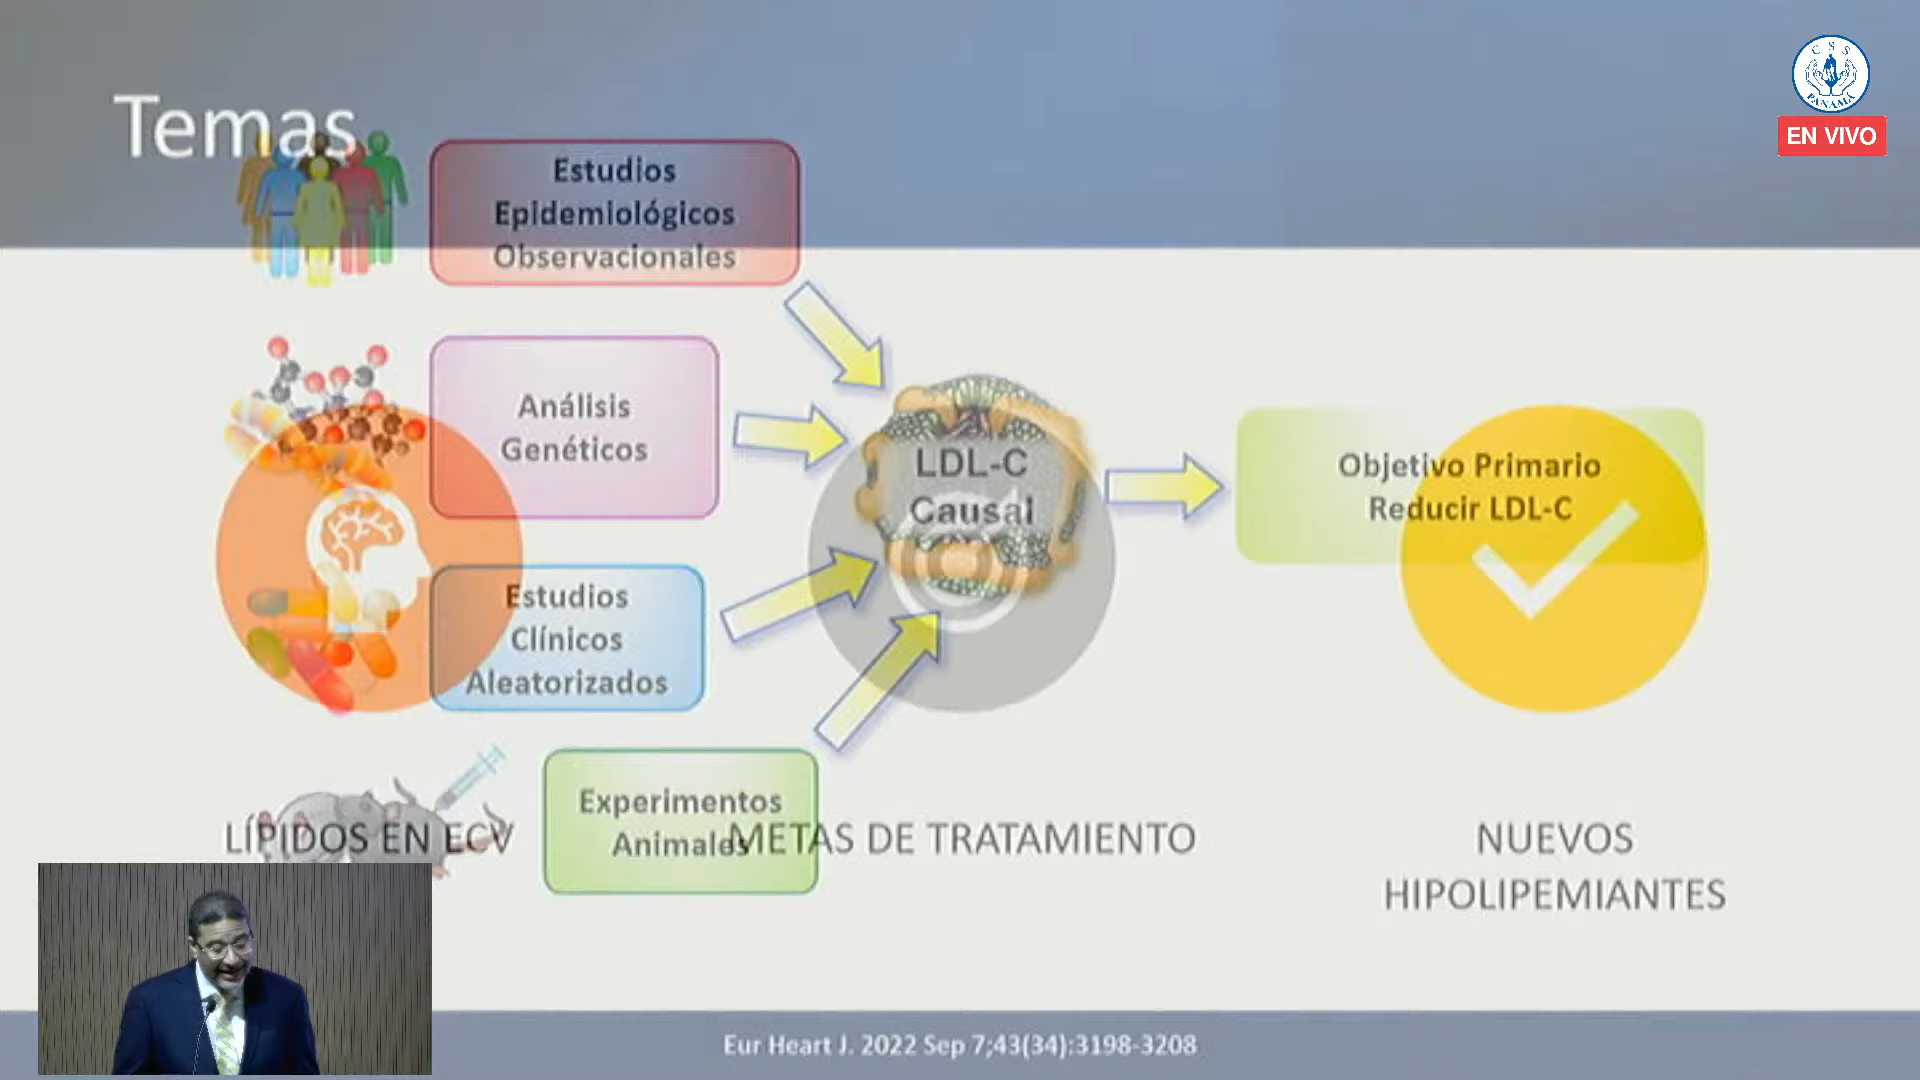 Temas
C S S
PANAMÁ
EN VIVO
Estudios
Epidemiológicos
Observacionales
Análisis
Genéticos
LDL-C
Causal
Objetivo Primario
Reducir LDL-C
Estudios
Clínicos
Aleatorizados
Experimentos
Animales
LÍPIDOS EN ECV
METAS DE TRATAMIENTO
NUEVOS
HIPOLIPEMIANTES
Eur Heart J. 2022 Sep 7;43(34):3198-3208